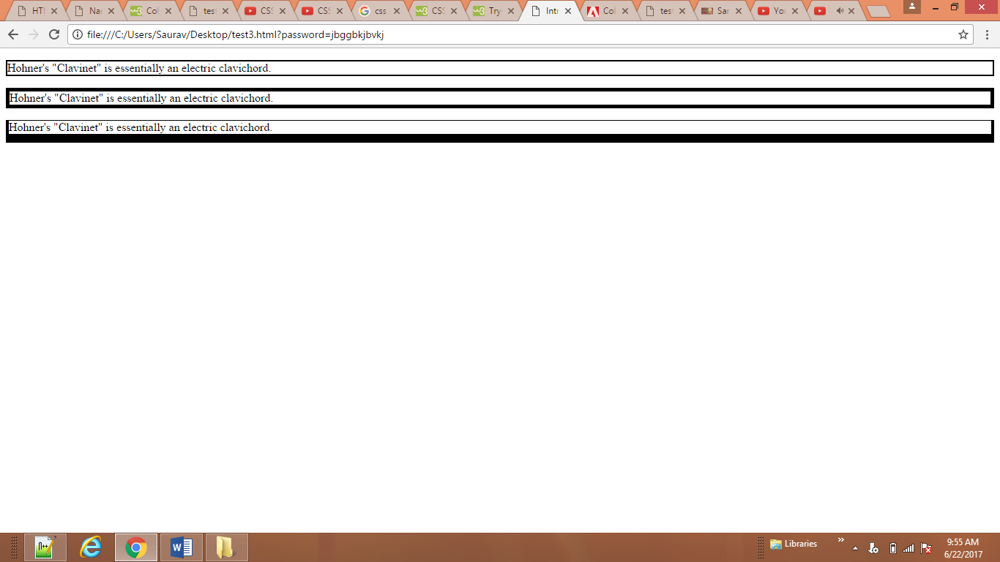 HTI Nar Col test CSS CSS css CSS Try Intr Col test Sar You
file:///C:/Users/Saurav/Desktop/test3.html?password=jbggbkjbvkj
Hohner's "Clavinet" is essentially an electric clavichord.
Hohner's "Clavinet" is essentially an electric clavichord.
Hohner's "Clavinet" is essentially an electric clavichord.
Libraries
9:55 AM
6/22/2017